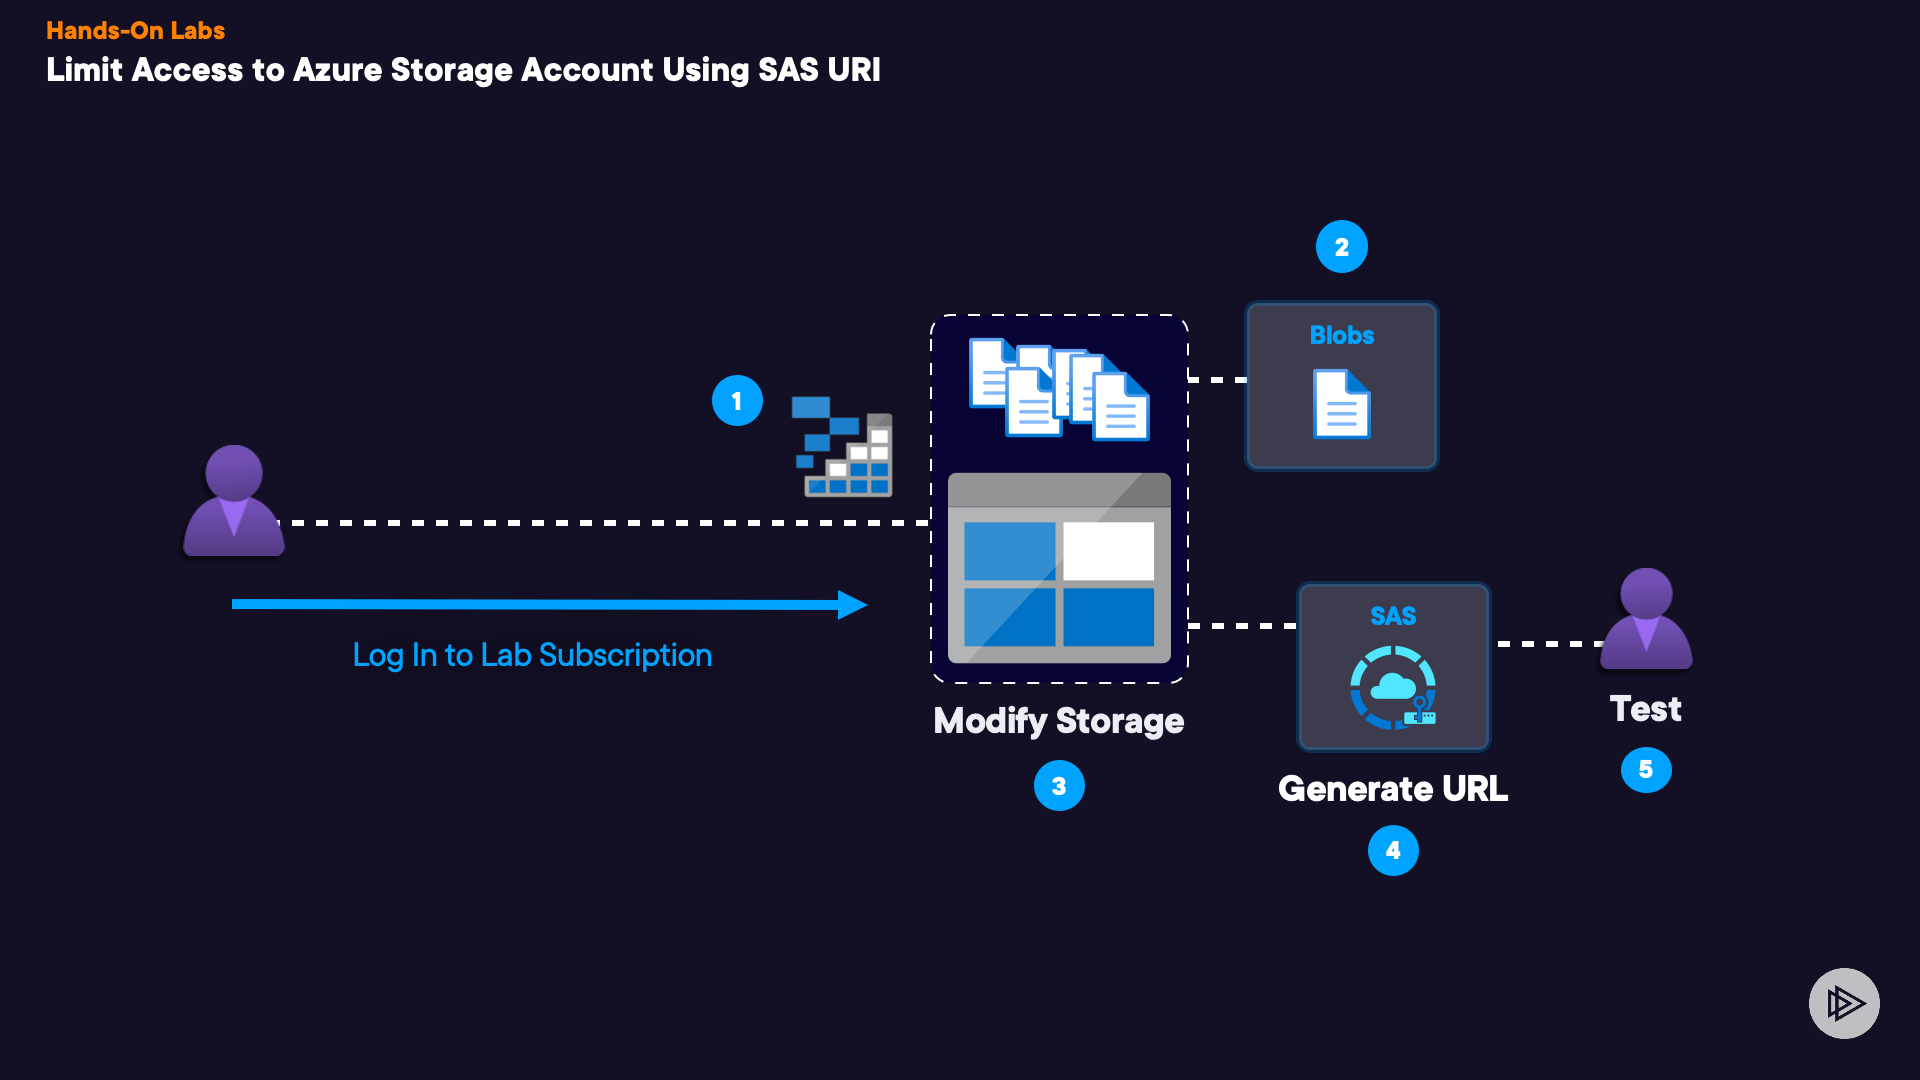 Hands-On Labs
Limit Access to Azure Storage Account Using SAS URI
1
Log In to Lab Subscription
2
Blobs
Modify Storage
3
SAS
Generate URL
4
Test
5